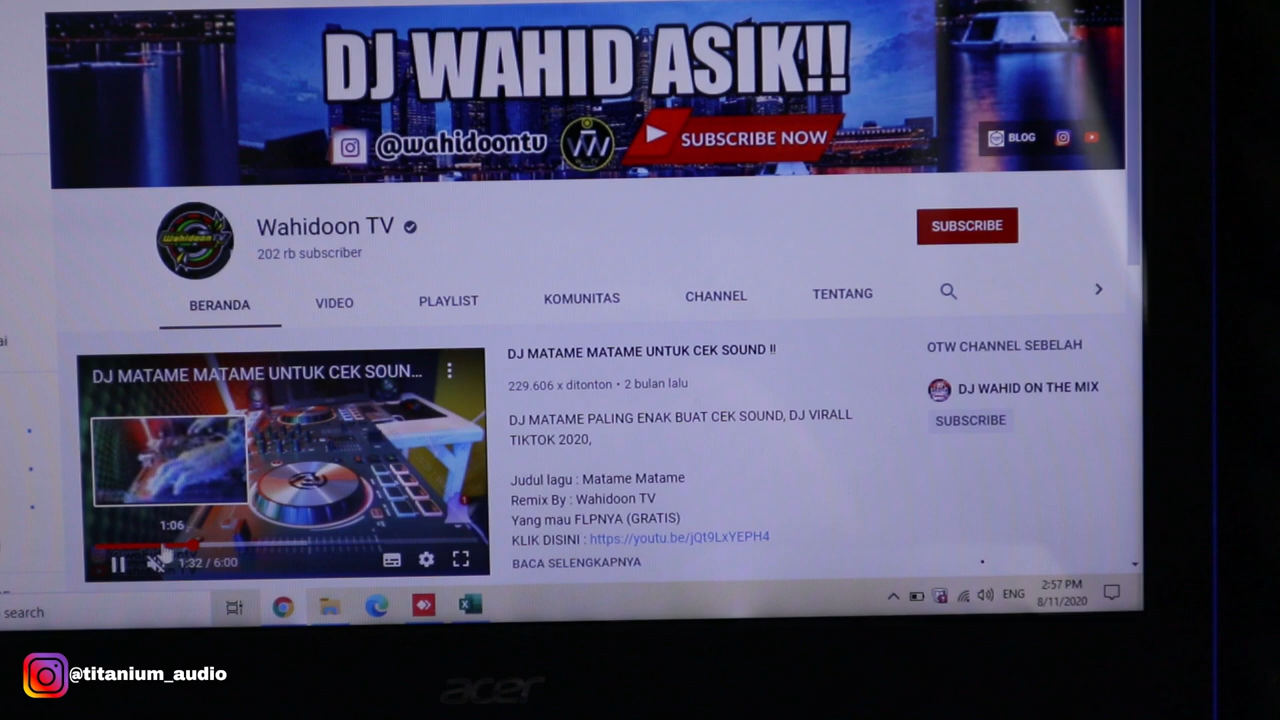 DJ WAHID ASIK!!
@wahidoontv
SUBSCRIBE NOW
BLOG
Wahidoon TV
202 rb subscriber
SUBSCRIBE
BERANDA
VIDEO
PLAYLIST
KOMUNITAS
CHANNEL
TENTANG
DJ MATAME MATAME UNTUK CEK SOUN...
1:06
1:32 / 6:00
DJ MATAME MATAME UNTUK CEK SOUND !!
229.606 x ditonton • 2 bulan lalu
DJ MATAME PALING ENAK BUAT CEK SOUND, DJ VIRALL
TIKTOK 2020,
Judul lagu : Matame Matame
Remix By : Wahidoon TV
Yang mau FLPNYA (GRATIS)
KLIK DISINI : https://youtu.be/jQt9LxYEPH4
BACA SELENGKAPNYA
OTW CHANNEL SEBELAH
DJ WAHID ON THE MIX
SUBSCRIBE
search
ENG
2:57 PM
8/11/2020
acer
@titanium_audio